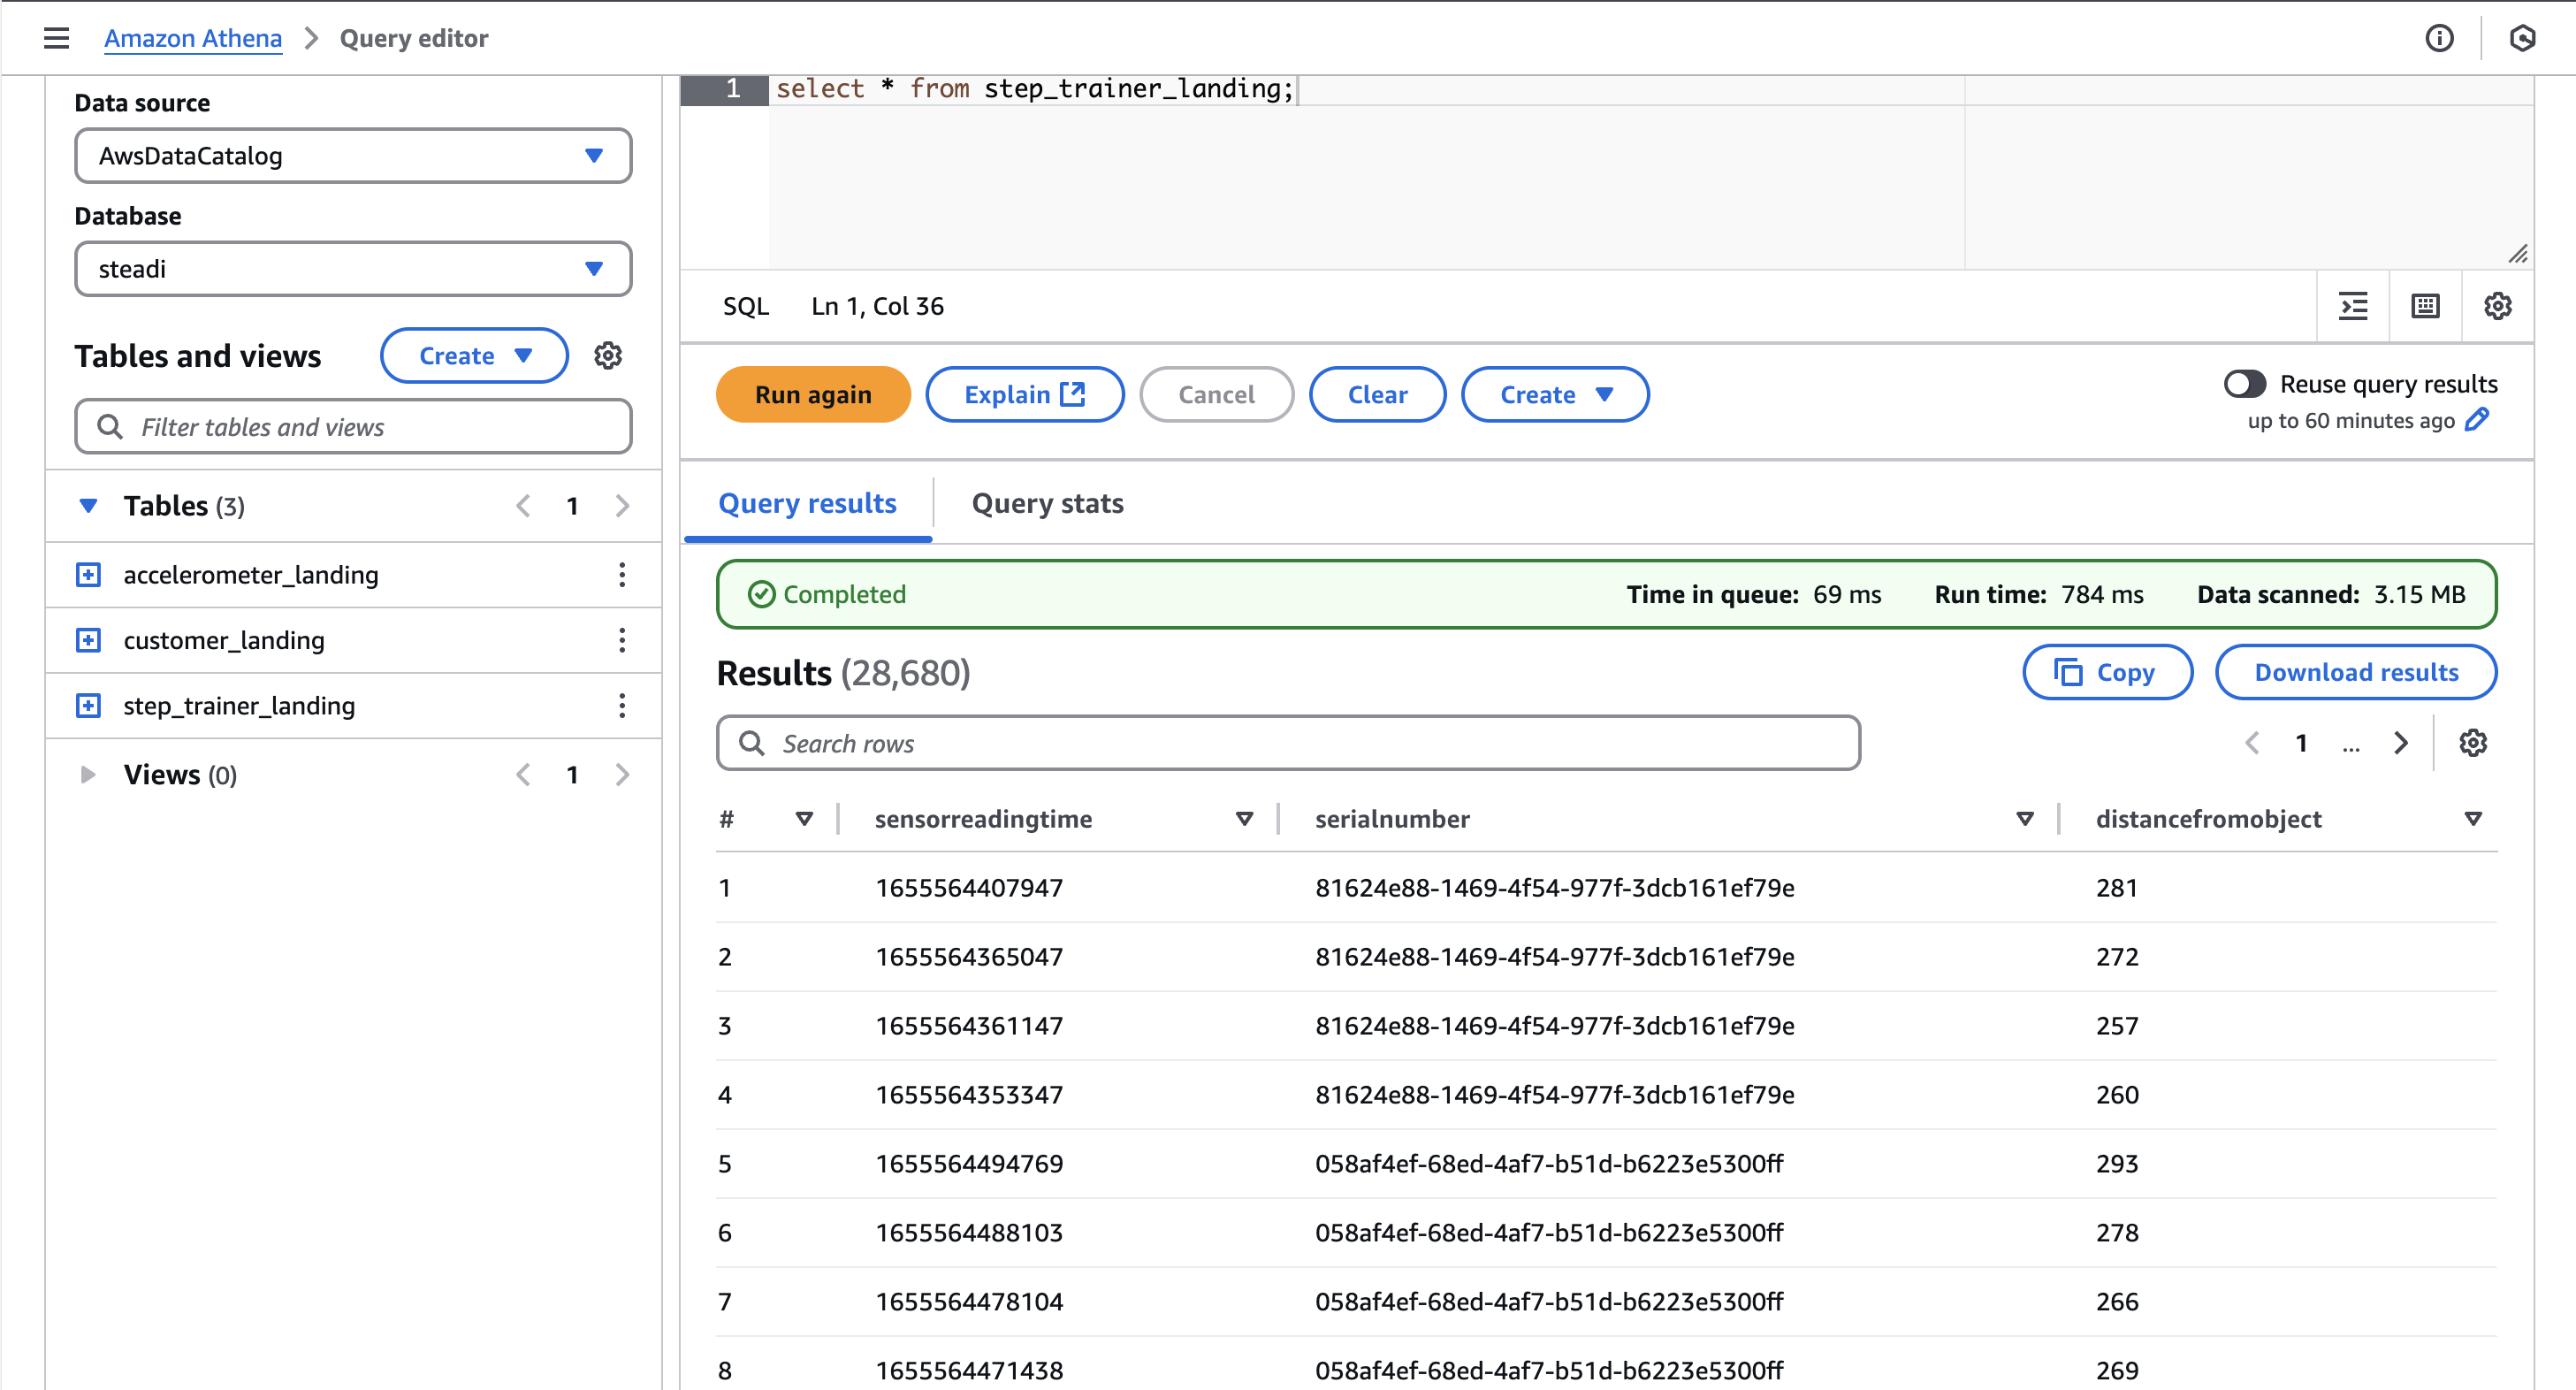 Amazon Athena > Query editor
Data source
AwsDataCatalog
Database
steadi
Tables and views
Create
Filter tables and views
Tables (3)
1
accelerometer_landing
customer_landing
step_trainer_landing
Views (0)
1
1 select * from step_trainer_landing;
SQL Ln 1, Col 36
Run again Explain Cancel Clear Create
Reuse query results
up to 60 minutes ago
Query results Query stats
Completed Time in queue: 69 ms Run time: 784 ms Data scanned: 3.15 MB
Results (28,680) Copy Download results
Search rows 1 ...
# sensorreadingtime serialnumber distancefromobject
1 1655564407947 81624e88-1469-4f54-977f-3dcb161ef79e 281
2 1655564365047 81624e88-1469-4f54-977f-3dcb161ef79e 272
3 1655564361147 81624e88-1469-4f54-977f-3dcb161ef79e 257
4 1655564353347 81624e88-1469-4f54-977f-3dcb161ef79e 260
5 1655564494769 058af4ef-68ed-4af7-b51d-b6223e5300ff 293
6 1655564488103 058af4ef-68ed-4af7-b51d-b6223e5300ff 278
7 1655564478104 058af4ef-68ed-4af7-b51d-b6223e5300ff 266
8 1655564471438 058af4ef-68ed-4af7-b51d-b6223e5300ff 269